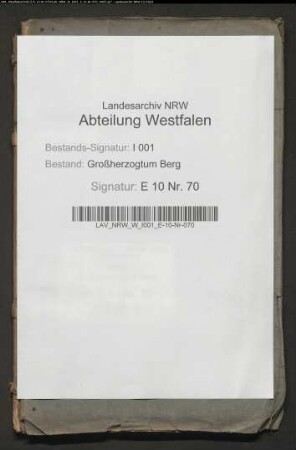 Landesarchiv NRW
Abteilung Westfalen
Bestands-Signatur: I 001
Bestand: Großherzogtum Berg
Signatur: E 10 Nr. 70
LAV_NRW_W_I001_E-10-Nr-070